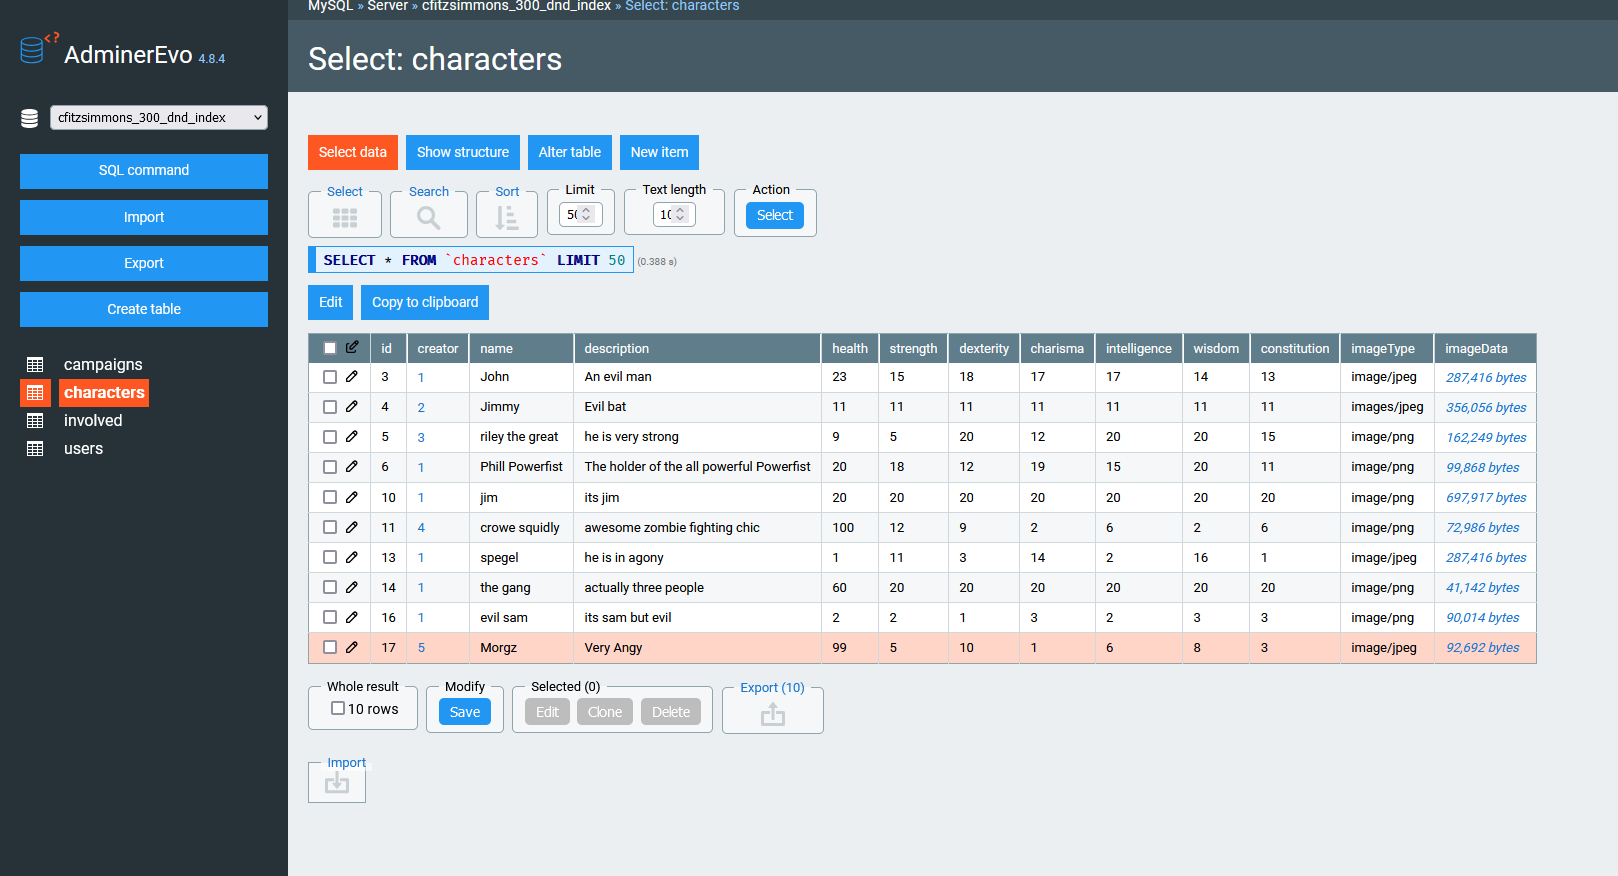 MySQL » Server » cfitzsimmons_300_dnd_index » Select: characters
<? AdminerEvo 4.8.4
Select: characters
cfitzsimmons_300_dnd_index
SQL command
Import
Export
Create table
campaigns
characters
involved
users
Select data Show structure Alter table New item
Select Search Sort Limit Text length Action
50 10 Select
SELECT * FROM `characters` LIMIT 50 (0.388 s)
Edit Copy to clipboard
id creator name description health strength dexterity charisma intelligence wisdom constitution imageType imageData
3 1 John An evil man 23 15 18 17 17 14 13 image/jpeg 287,416 bytes
4 2 Jimmy Evil bat 11 11 11 11 11 11 11 images/jpeg 356,056 bytes
5 3 riley the great he is very strong 9 5 20 12 20 20 15 image/png 162,249 bytes
6 1 Phill Powerfist The holder of the all powerful Powerfist 20 18 12 19 15 20 11 image/png 99,868 bytes
10 1 jim its jim 20 20 20 20 20 20 20 image/png 697,917 bytes
11 4 crowe squidly awesome zombie fighting chic 100 12 9 2 6 2 6 image/png 72,986 bytes
13 1 spegel he is in agony 1 11 3 14 2 16 1 image/jpeg 287,416 bytes
14 1 the gang actually three people 60 20 20 20 20 20 20 image/png 41,142 bytes
16 1 evil sam its sam but evil 2 2 1 3 2 3 3 image/png 90,014 bytes
17 5 Morgz Very Angy 99 5 10 1 6 8 3 image/jpeg 92,692 bytes
Whole result Modify Selected (0) Export (10)
10 rows Save Edit Clone Delete
Import